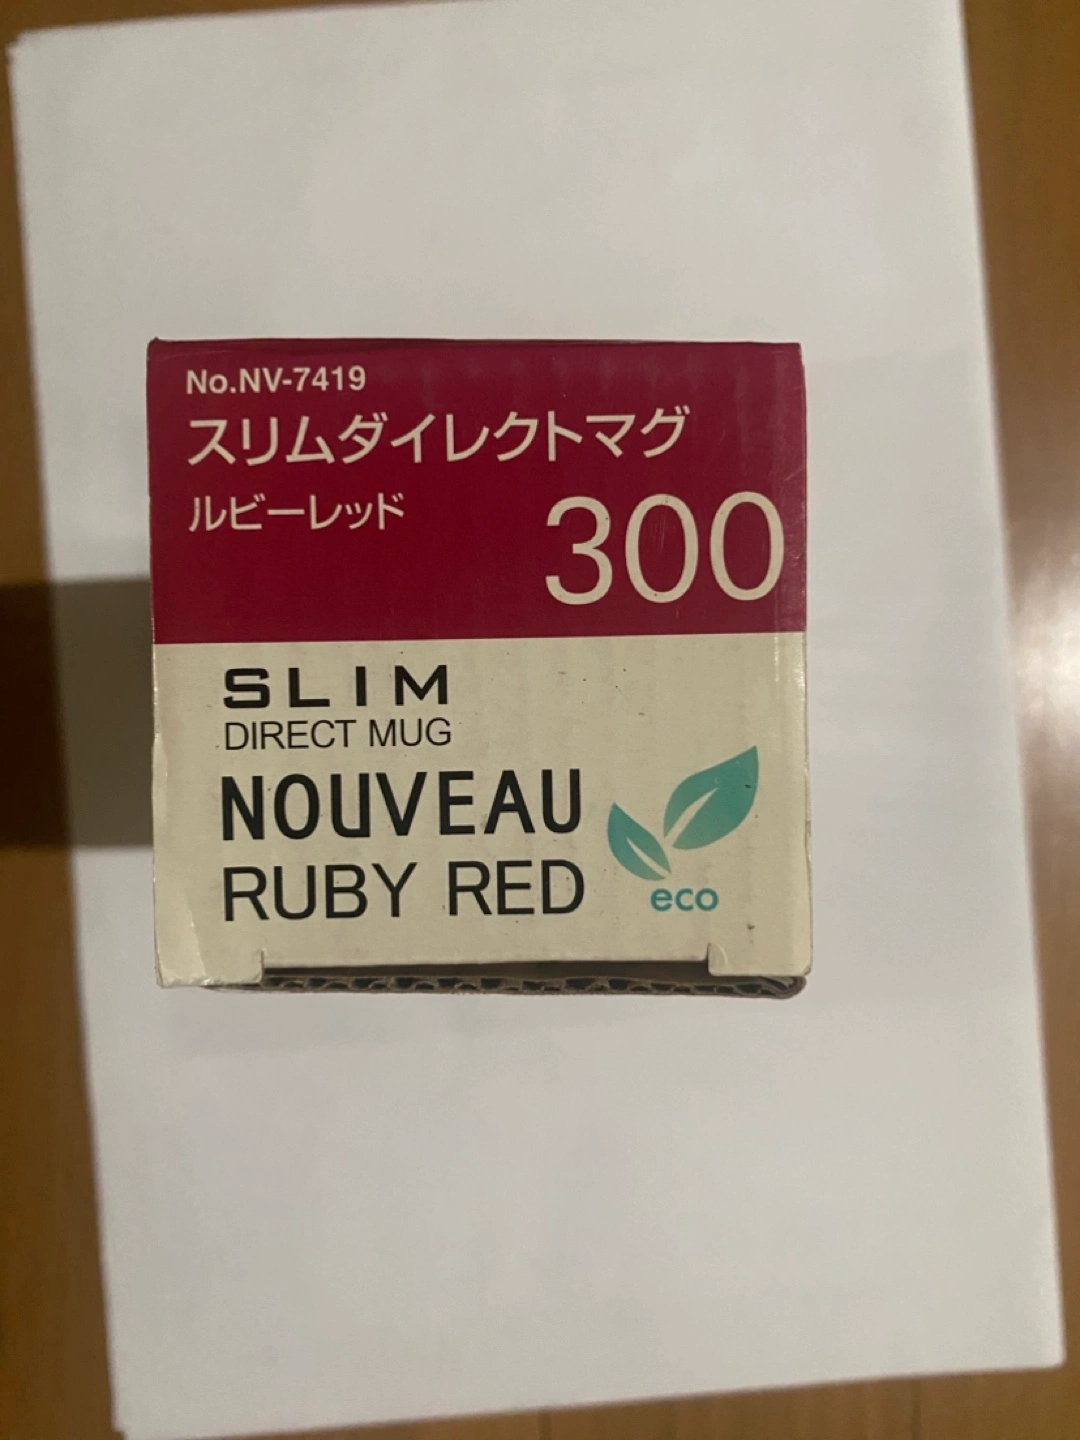 No.NV-7419
スリムダイレクトマグ
ルビーレッド
300
SLIM
DIRECT MUG
NOUVEAU
RUBY RED
eco